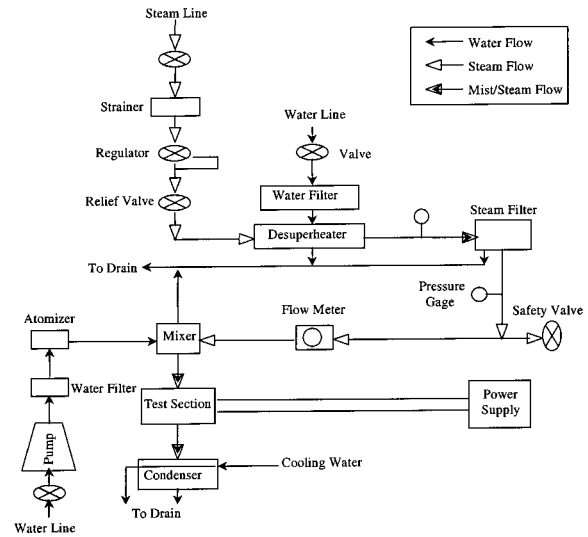 Steam Line
Water Flow
Steam Flow
Mist/Steam Flow
Strainer
Water Line
Regulator
Valve
Relief Valve
Water Filter
Steam Filter
Desuperheater
To Drain
Pressure
Gage
Flow Meter
Safety Valve
Atomizer
Mixer
Water Filter
Test Section
Power
Supply
Pump
Cooling Water
Condenser
To Drain
Water Line